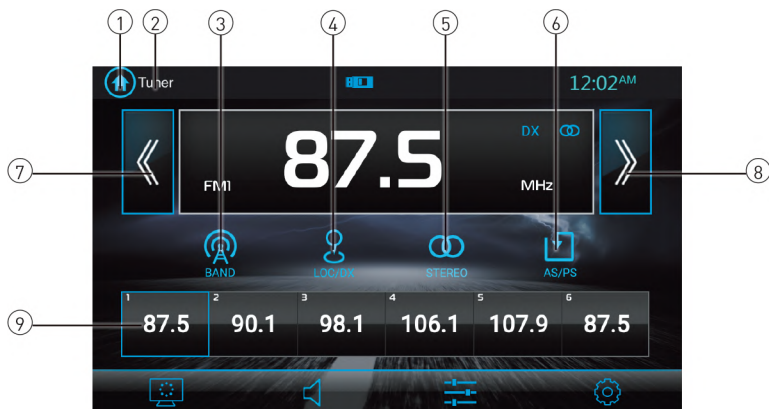 1 2 3 4 5 6
Tuner 12:02AM
DX
7 FM1 87.5 MHz 8
BAND LOC/DX STEREO AS/PS
1 2 3 4 5 6
9 87.5 90.1 98.1 106.1 107.9 87.5